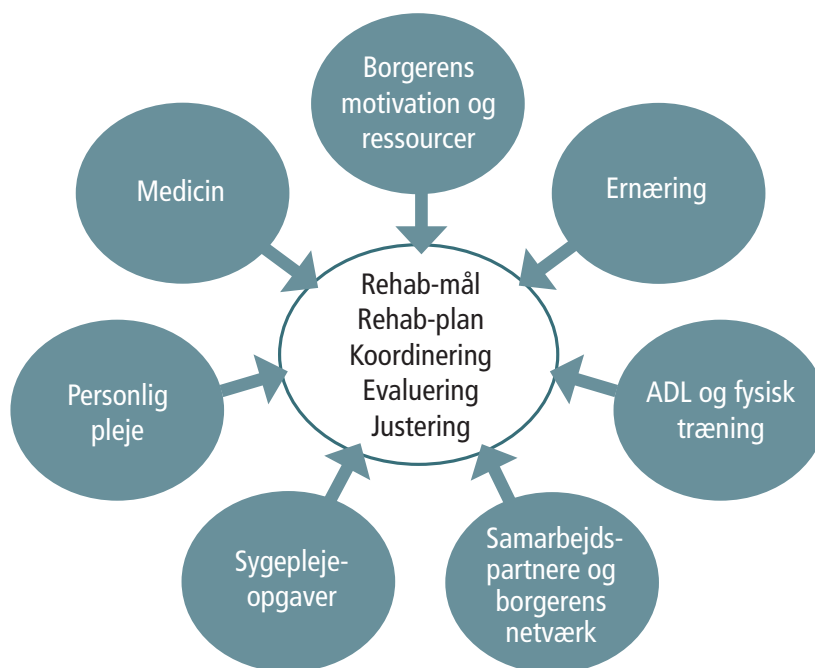 Borgerens
motivation og
ressourcer
Medicin
Ernæring
Rehab-mål
Rehab-plan
Koordinering
Evaluering
Justering
Personlig
pleje
ADL og fysisk
træning
Sygepleje-
opgaver
Samarbejds-
partnere og
borgerens
netværk